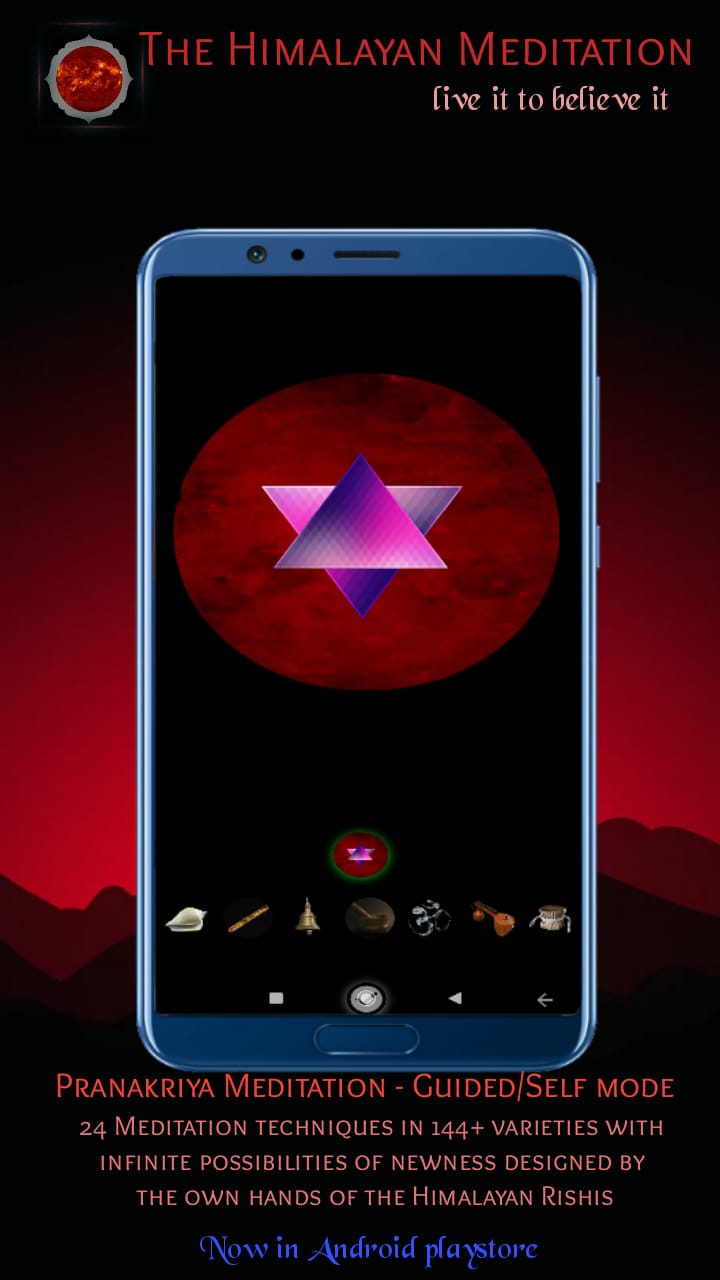 The Himalayan Meditation
live it to believe it
Pranakriya Meditation - Guided/Self mode
24 Meditation techniques in 144+ varieties with
infinite possibilities of newness designed by
the own hands of the Himalayan Rishis
Now in Android playstore